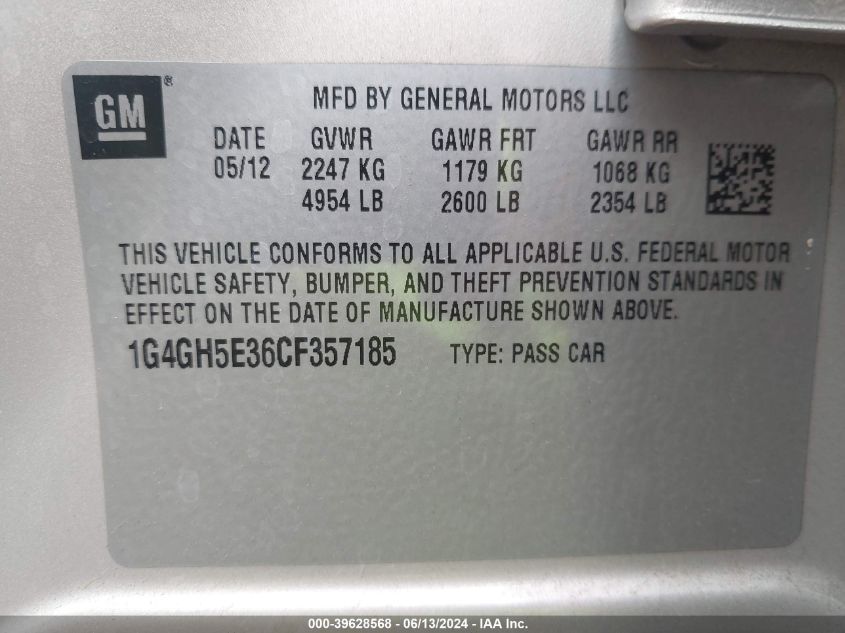 GM ®
MFD BY GENERAL MOTORS LLC
DATE GVWR GAWR FRT GAWR RR
05/12 2247 KG 1179 KG 1068 KG
4954 LB 2600 LB 2354 LB
THIS VEHICLE CONFORMS TO ALL APPLICABLE U.S. FEDERAL MOTOR
VEHICLE SAFETY, BUMPER, AND THEFT PREVENTION STANDARDS IN
EFFECT ON THE DATE OF MANUFACTURE SHOWN ABOVE.
1G4GH5E36CF357185 TYPE: PASS CAR
000-39628568 - 06/13/2024 - IAA Inc.